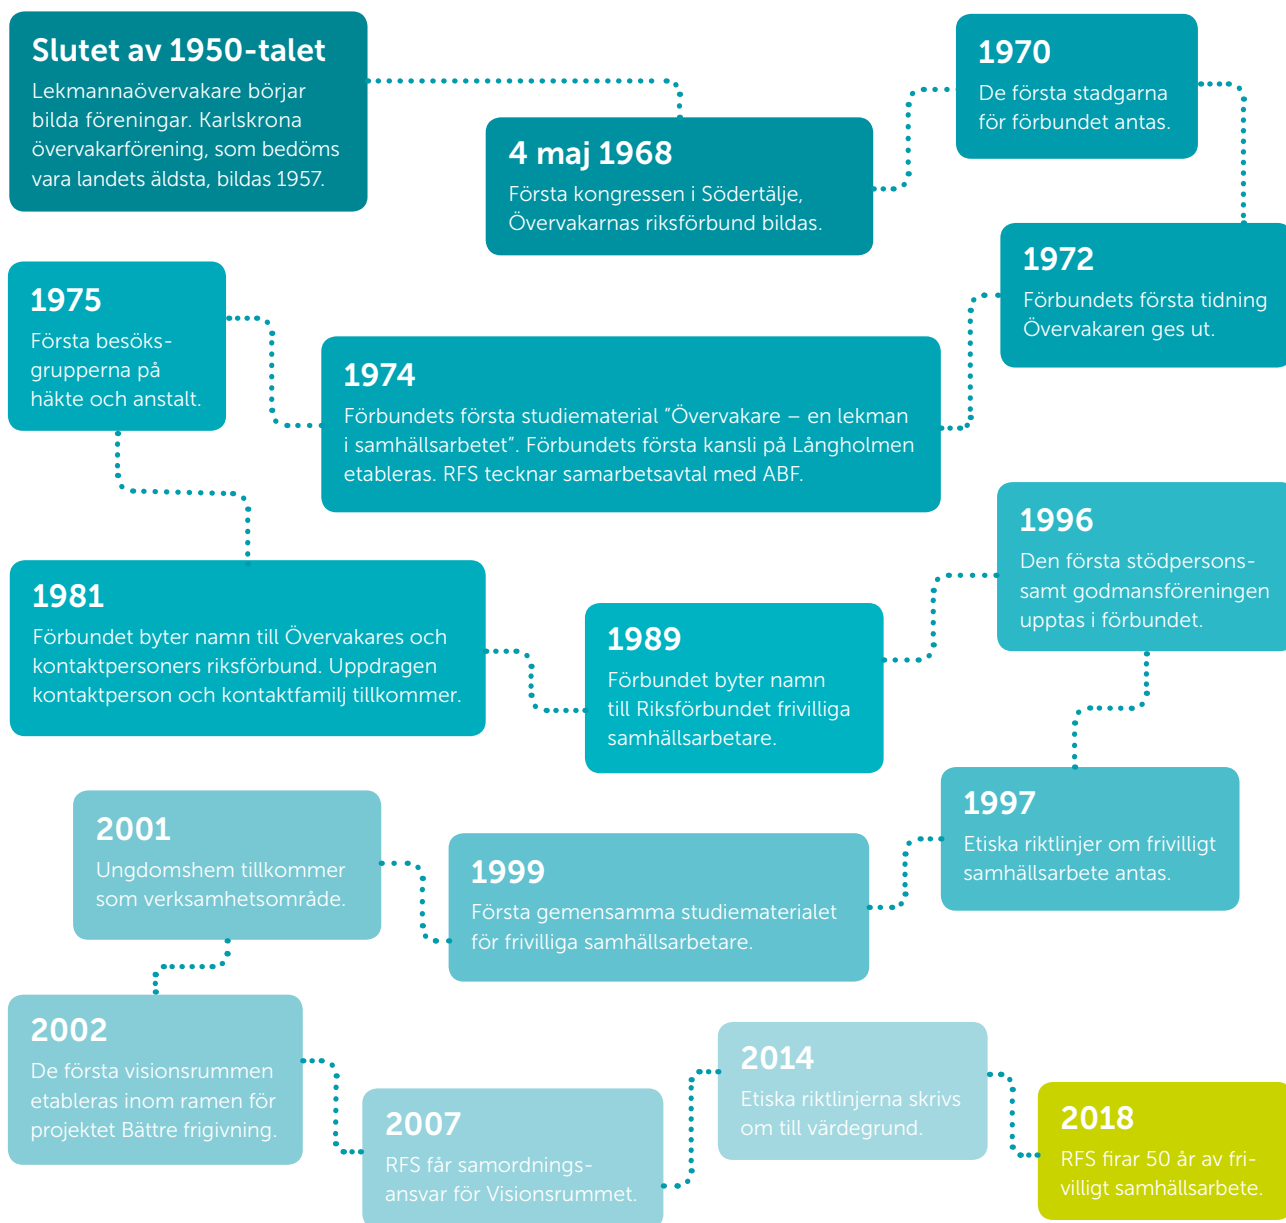 Slutet av 1950-talet
Lekmannaövervakare börjar
bilda föreningar. Karlskrona
övervakarförening, som bedöms
vara landets äldsta, bildas 1957.
4 maj 1968
Första kongressen i Södertälje,
Övervakarnas riksförbund bildas.
1970
De första stadgarna
för förbundet antas.
1972
Förbundets första tidning
Övervakaren ges ut.
1974
Förbundets första studiematerial ”Övervakare – en lekman
i samhällsarbetet”. Förbundets första kansli på Långholmen
etableras. RFS tecknar samarbetsavtal med ABF.
1975
Första besöks-
grupperna på
häkte och anstalt.
1981
Förbundet byter namn till Övervakares och
kontaktpersoners riksförbund. Uppdragen
kontaktperson och kontaktfamilj tillkommer.
1989
Förbundet byter namn
till Riksförbundet frivilliga
samhällsarbetare.
1996
Den första stödpersons-
samt godmansföreningen
upptas i förbundet.
1997
Etiska riktlinjer om frivilligt
samhällsarbete antas.
1999
Första gemensamma studiematerialet
för frivilliga samhällsarbetare.
2001
Ungdomshem tillkommer
som verksamhetsområde.
2002
De första visionsrummen
etableras inom ramen för
projektet Bättre frigivning.
2007
RFS får samordnings-
ansvar för Visionsrummet.
2014
Etiska riktlinjerna skrivs
om till värdegrund.
2018
RFS firar 50 år av fri-
villigt samhällsarbete.